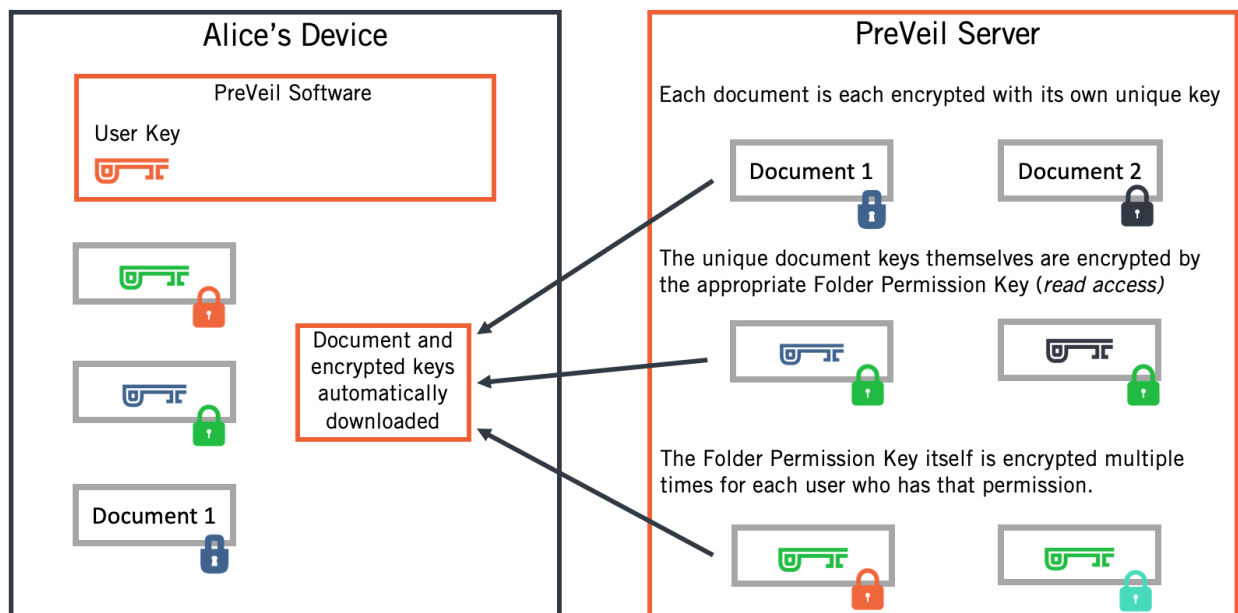 Alice's Device
PreVeil Software
User Key
Document and
encrypted keys
automatically
downloaded
Document 1
PreVeil Server
Each document is each encrypted with its own unique key
Document 1
Document 2
The unique document keys themselves are encrypted by
the appropriate Folder Permission Key (read access)
The Folder Permission Key itself is encrypted multiple
times for each user who has that permission.